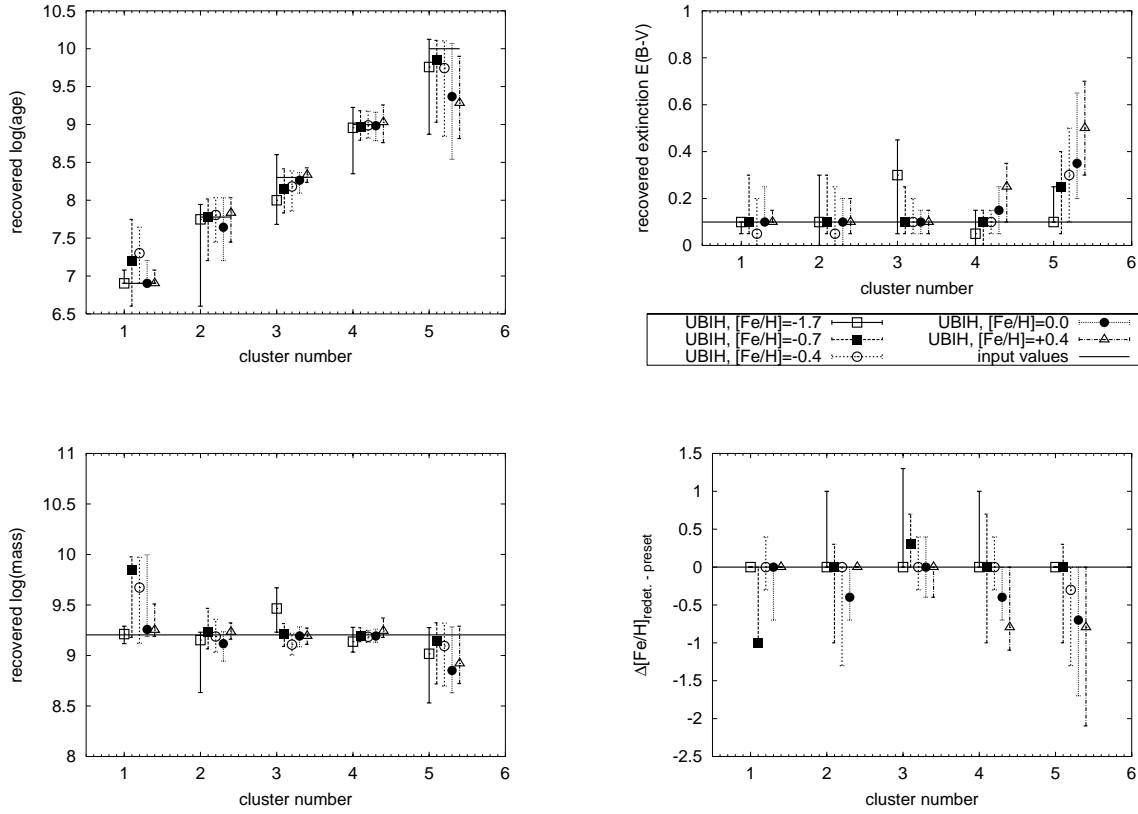 10.5
10
9.5
9
8.5
8
7.5
7
6.5
1 2 3 4 5 6
cluster number
recovered log(age)
1
0.8
0.6
0.4
0.2
0
1 2 3 4 5 6
cluster number
recovered extinction E(B-V)
UBIH, [Fe/H]=-1.7
UBIH, [Fe/H]=-0.7
UBIH, [Fe/H]=-0.4
UBIH, [Fe/H]=0.0
UBIH, [Fe/H]=+0.4
input values
11
10.5
10
9.5
9
8.5
8
1 2 3 4 5 6
cluster number
recovered log(mass)
1.5
1
0.5
0
-0.5
-1
-1.5
-2
-2.5
1 2 3 4 5 6
cluster number
Δ[Fe/H]redet. - preset